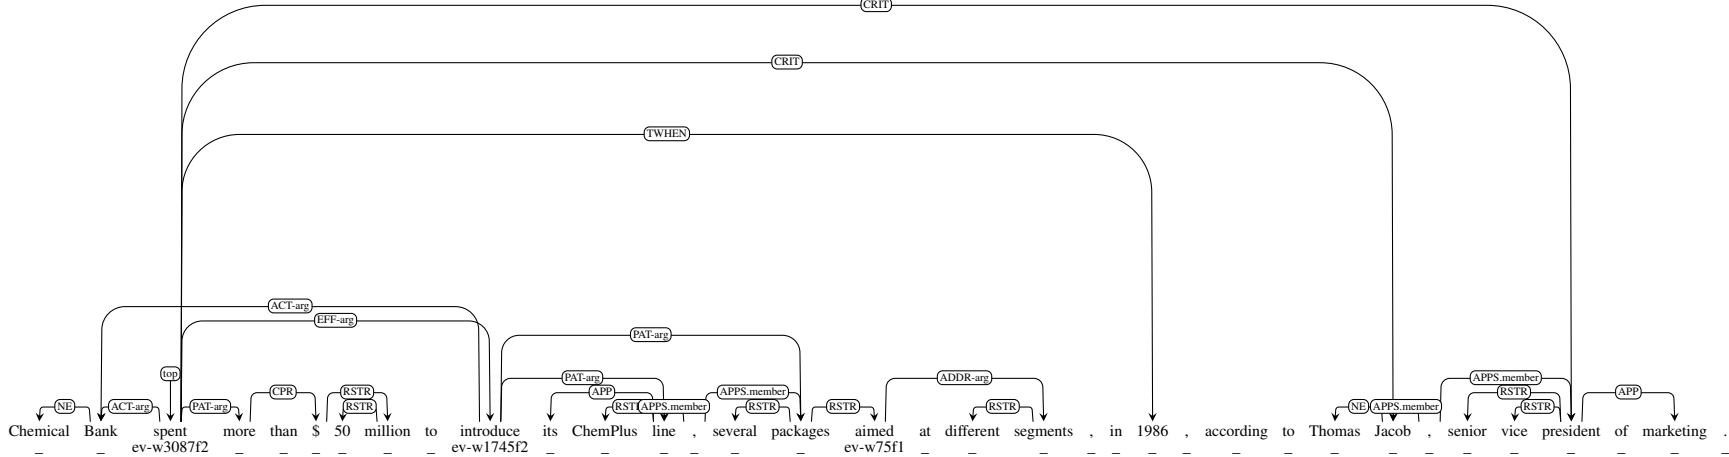 CRIT
CRIT
TWHEN
ACT-arg
EFF-arg
PAT-arg
top PAT-arg ADDR-arg
CPR RSTR APP APPS.member APPS.member RSTR APP
NE ACT-arg PAT-arg RSTR APPS.member RSTR RSTR RSTR NE APPS.member RSTR
Chemical Bank spent more than $ 50 million to introduce its ChemPlus line , several packages aimed at different segments , in 1986 , according to Thomas Jacob , senior vice president of marketing .
_ _ ev-w3087f2 _ _ _ _ _ _ ev-w1745f2 _ _ _ _ _ _ ev-w75f1 _ _ _ _ _ _ _ _ _ _ _ _ _ _ _ _ _ _